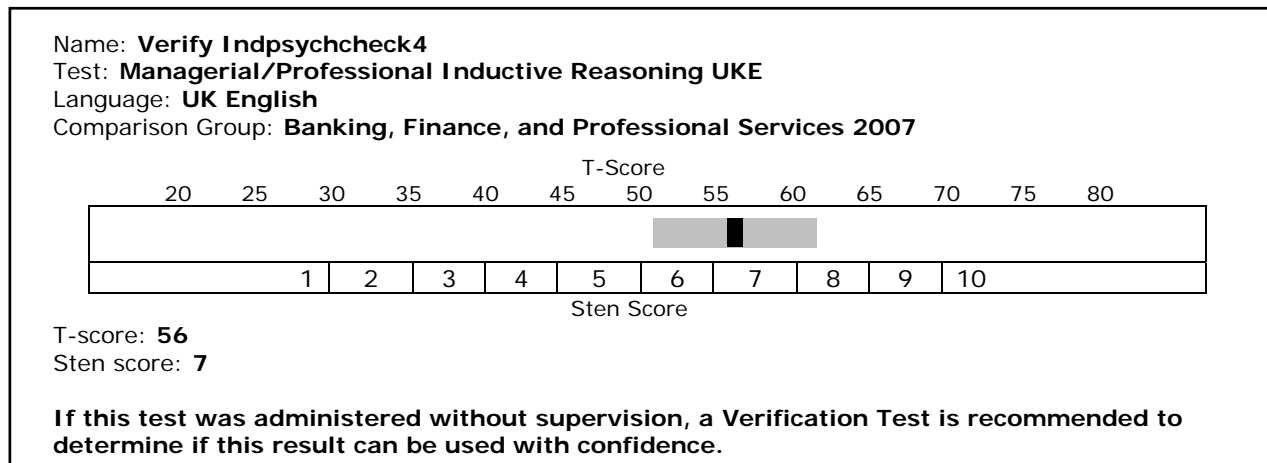 Name: Verify Indpsychcheck4
Test: Managerial/Professional Inductive Reasoning UKE
Language: UK English
Comparison Group: Banking, Finance, and Professional Services 2007
T-Score
20 25 30 35 40 45 50 55 60 65 70 75 80
1 2 3 4 5 6 7 8 9 10
Sten Score
T-score: 56
Sten score: 7
If this test was administered without supervision, a Verification Test is recommended to
determine if this result can be used with confidence.